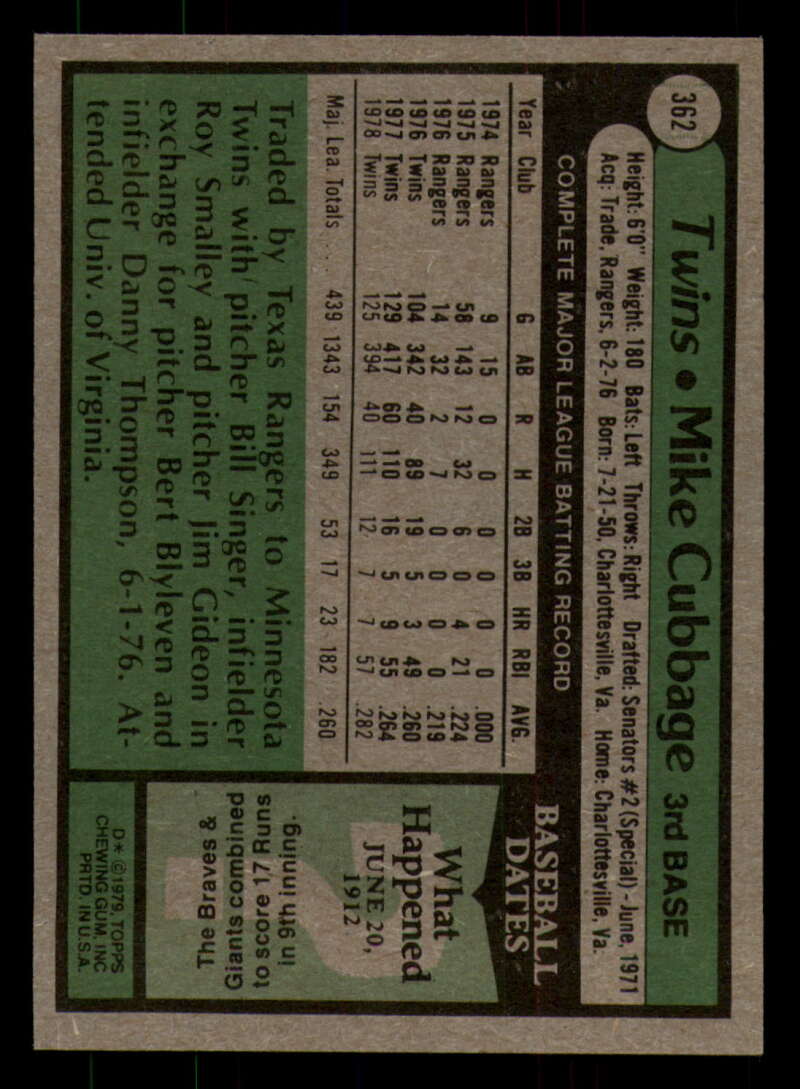 362
Twins • Mike Cubbage 3rd BASE
Height: 6'0" Weight: 180 Bats: Left Throws: Right Drafted: Senators #2 (Special) - June, 1971
Acq: Trade, Rangers, 6-2-76 Born: 7-21-50, Charlottesville, Va. Home: Charlottesville, Va.
COMPLETE MAJOR LEAGUE BATTING RECORD
Year Club G AB R H 2B 3B HR RBI AVG.
1974 Rangers 9 15 0 0 0 0 0 0 .000
1975 Rangers 58 143 12 32 6 0 4 21 .224
1976 Rangers 14 32 2 7 0 0 0 0 .219
1976 Twins 104 342 40 89 19 5 3 49 .260
1977 Twins 129 417 60 110 16 5 9 55 .264
1978 Twins 125 394 40 111 12 7 7 57 .282
Maj. Lea. Totals ... 439 1343 154 349 53 17 23 182 .260
Traded by Texas Rangers to Minnesota
Twins with pitcher Bill Singer, infielder
Roy Smalley and pitcher Jim Gideon in
exchange for pitcher Bert Blyleven and
infielder Danny Thompson, 6-1-76. At-
tended Univ. of Virginia.
BASEBALL
DATES
What
Happened
JUNE 20,
1912
The Braves &
Giants combined
to score 17 Runs
in 9th inning.
D* ©1979, TOPPS
CHEWING GUM, INC
PRTD. IN U.S.A.